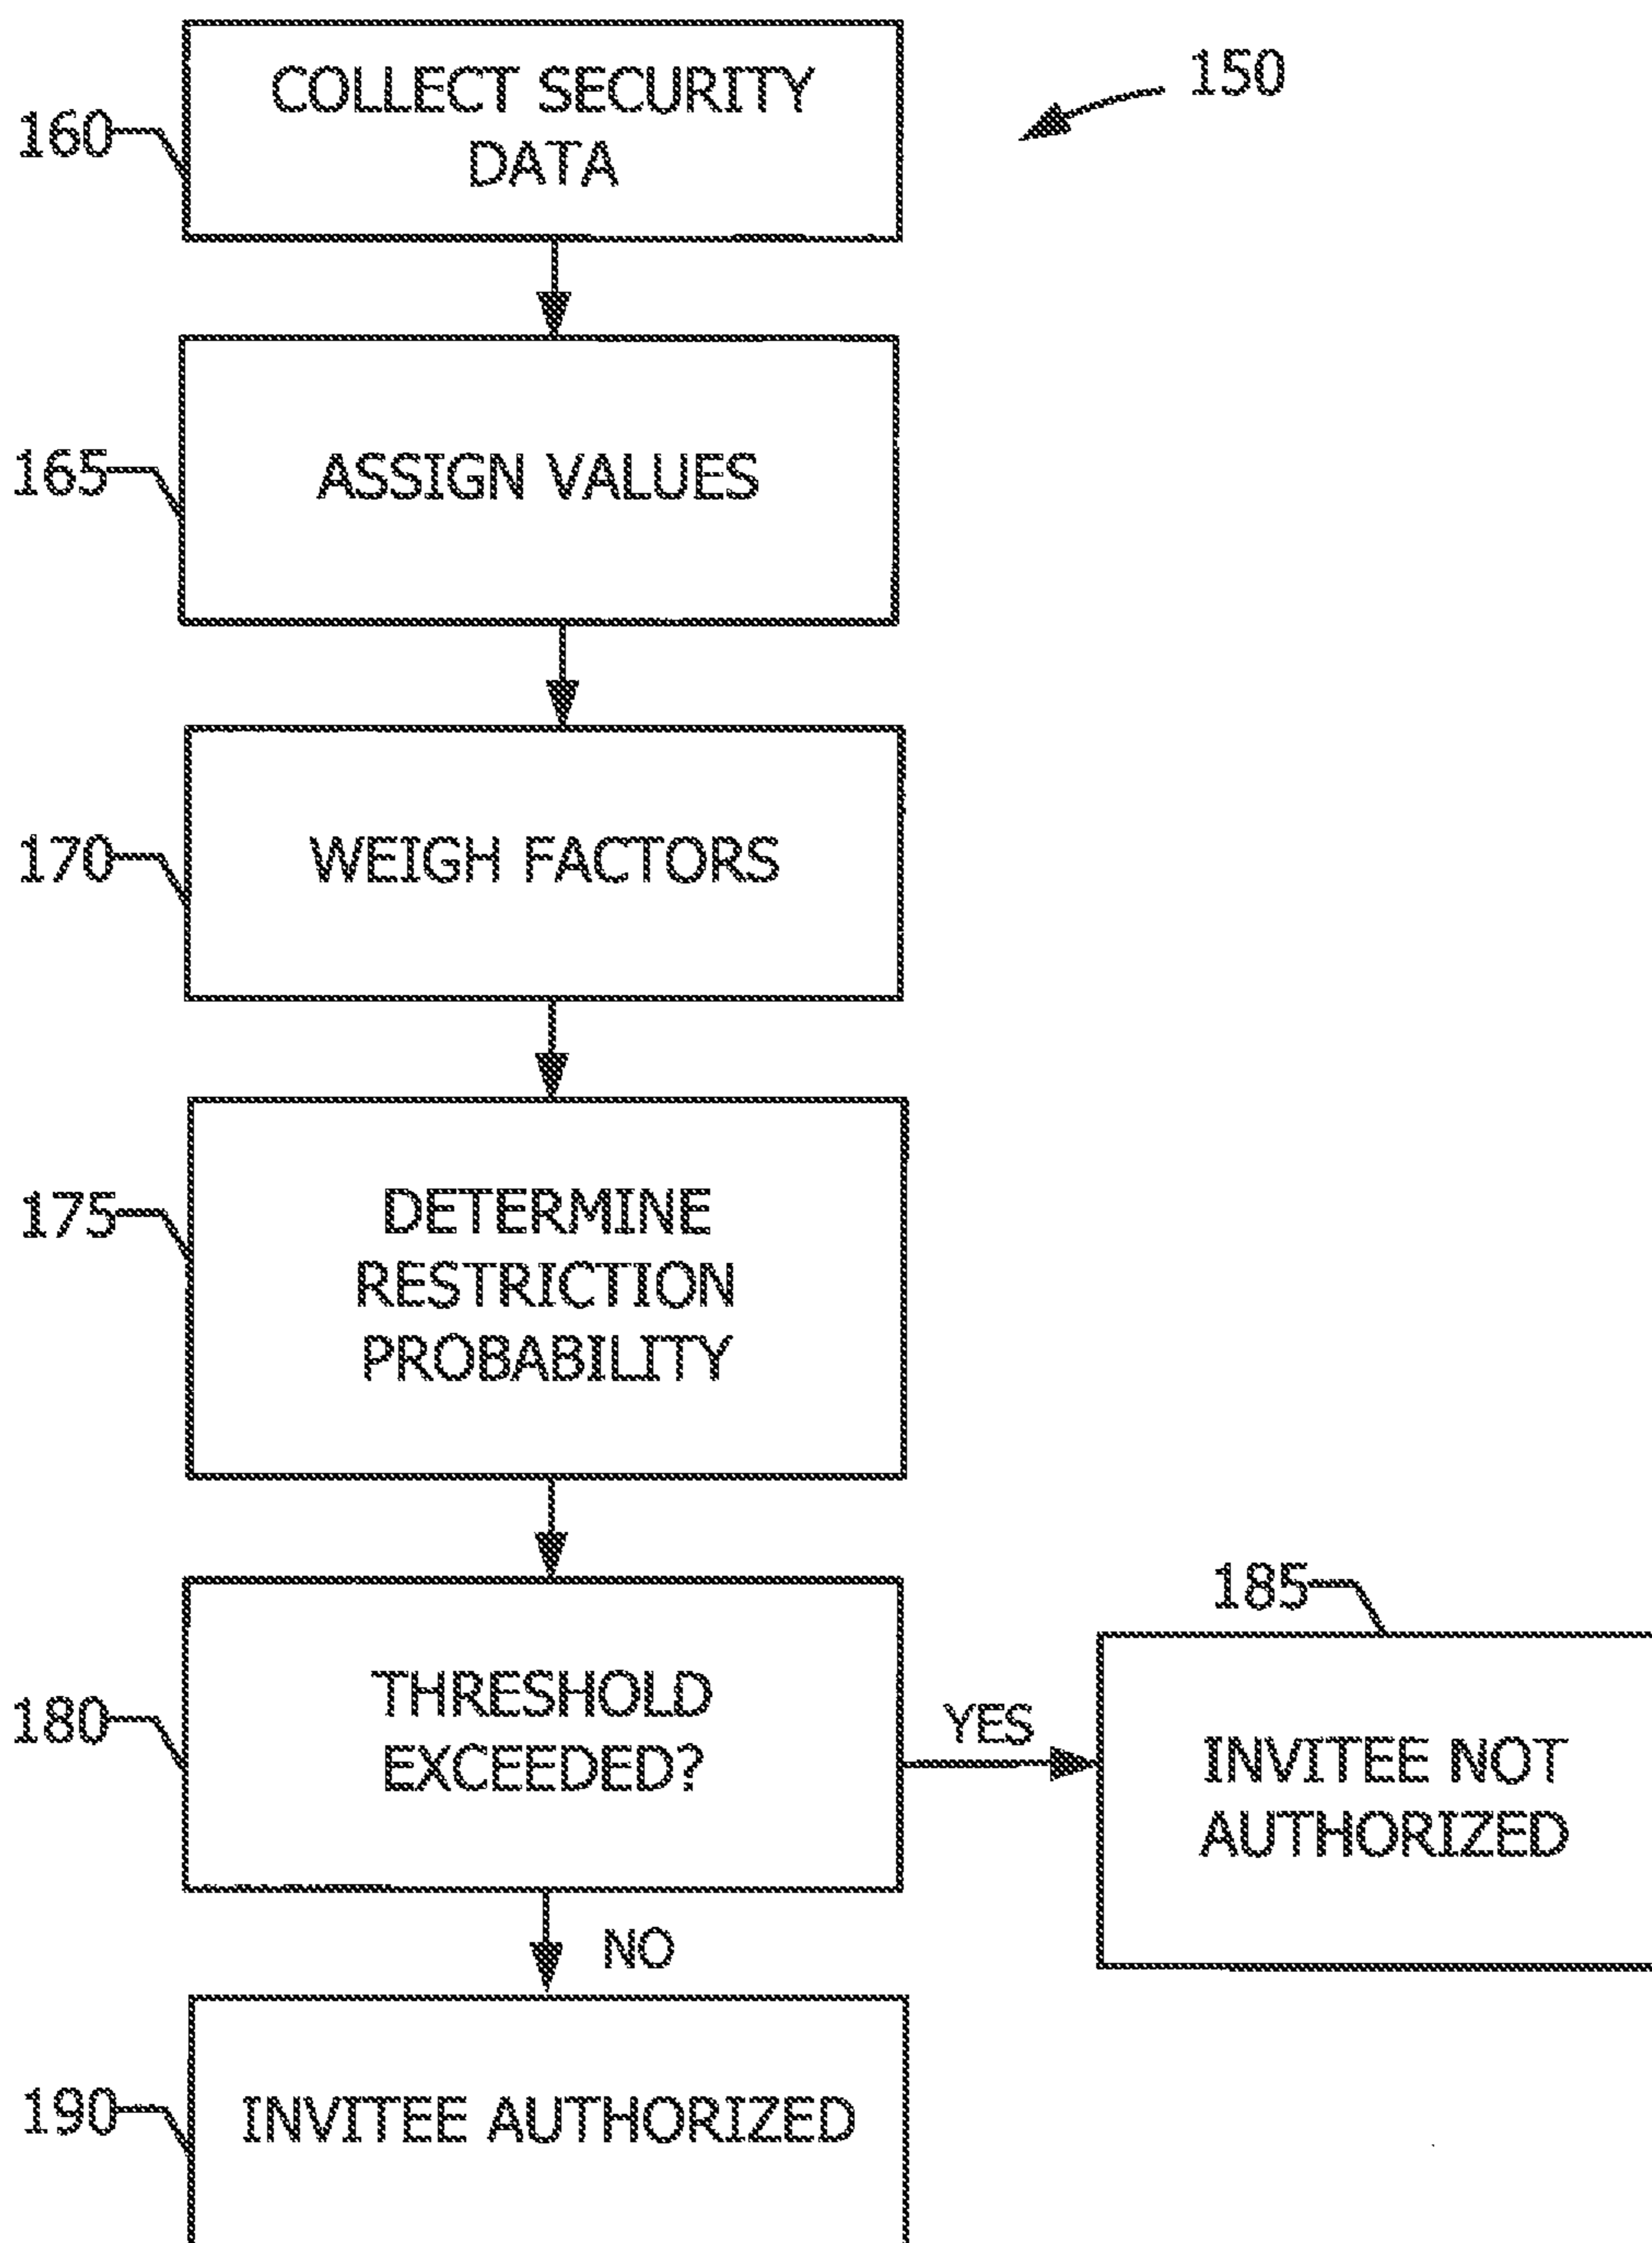 150
160
COLLECT SECURITY
DATA
165
ASSIGN VALUES
170
WEIGH FACTORS
175
DETERMINE
RESTRICTION
PROBABILITY
180
THRESHOLD
EXCEEDED?
YES
185
INVITEE NOT
AUTHORIZED
NO
190
INVITEE AUTHORIZED